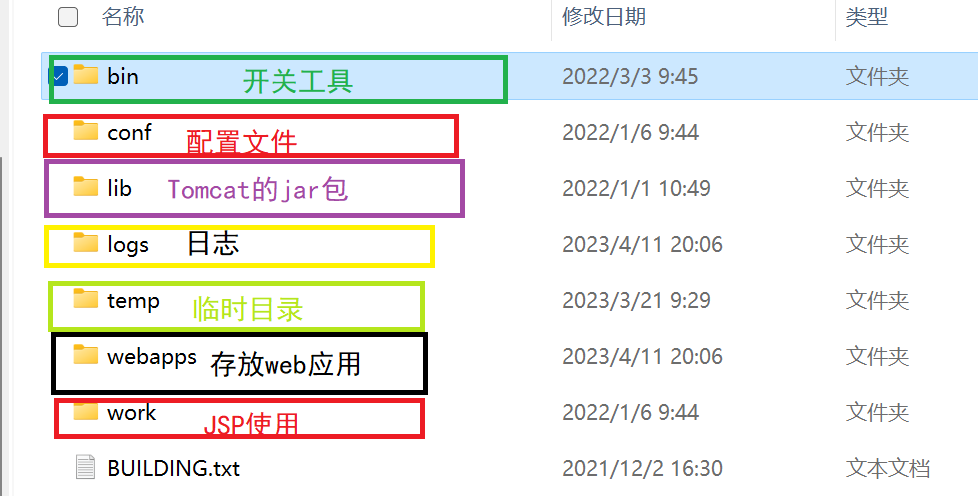 名称 修改日期 类型
bin 开关工具 2022/3/3 9:45 文件夹
conf 配置文件 2022/1/6 9:44 文件夹
lib Tomcat的jar包 2022/1/1 10:49 文件夹
logs 日志 2023/4/11 20:06 文件夹
temp 临时目录 2023/3/21 9:29 文件夹
webapps 存放web应用 2023/4/11 20:06 文件夹
work JSP使用 2022/1/6 9:44 文件夹
BUILDING.txt 2021/12/2 16:30 文本文档